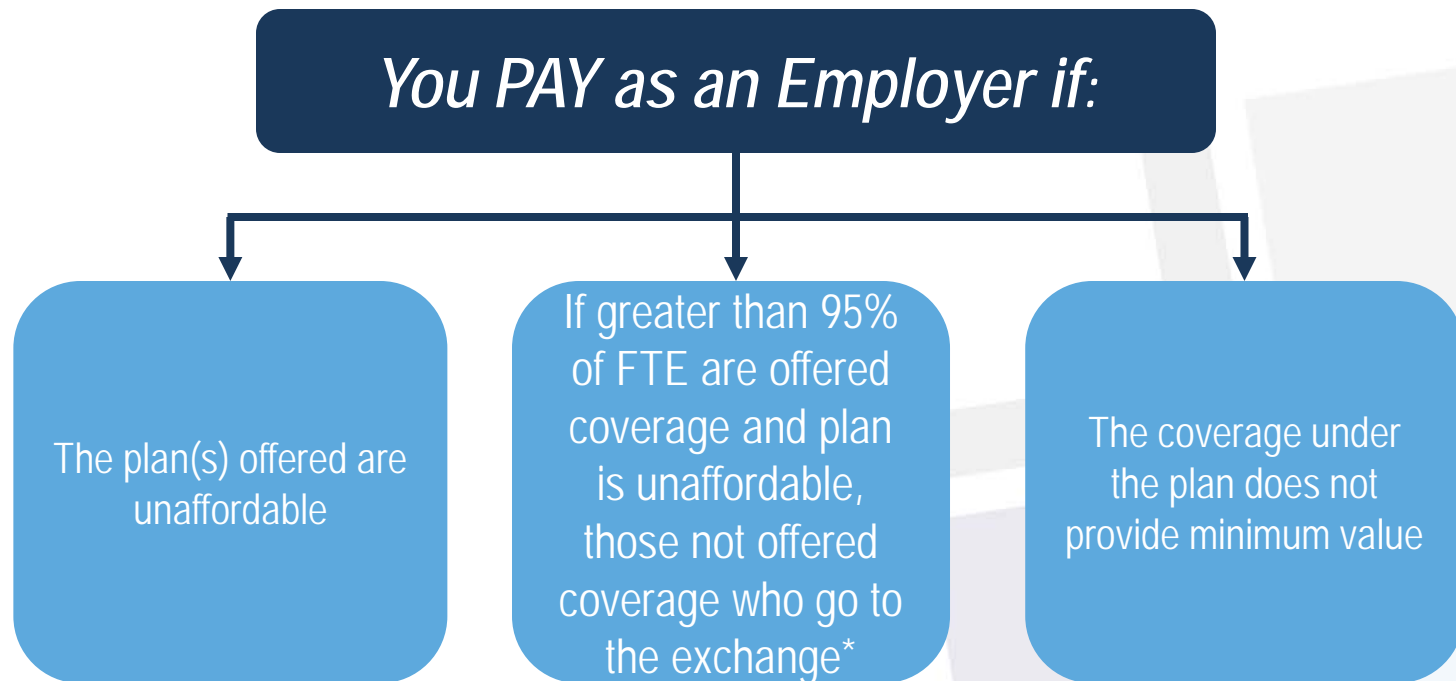 You PAY as an Employer if:
The plan(s) offered are
unaffordable
If greater than 95%
of FTE are offered
coverage and plan
is unaffordable,
those not offered
coverage who go to
the exchange*
The coverage under
the plan does not
provide minimum value